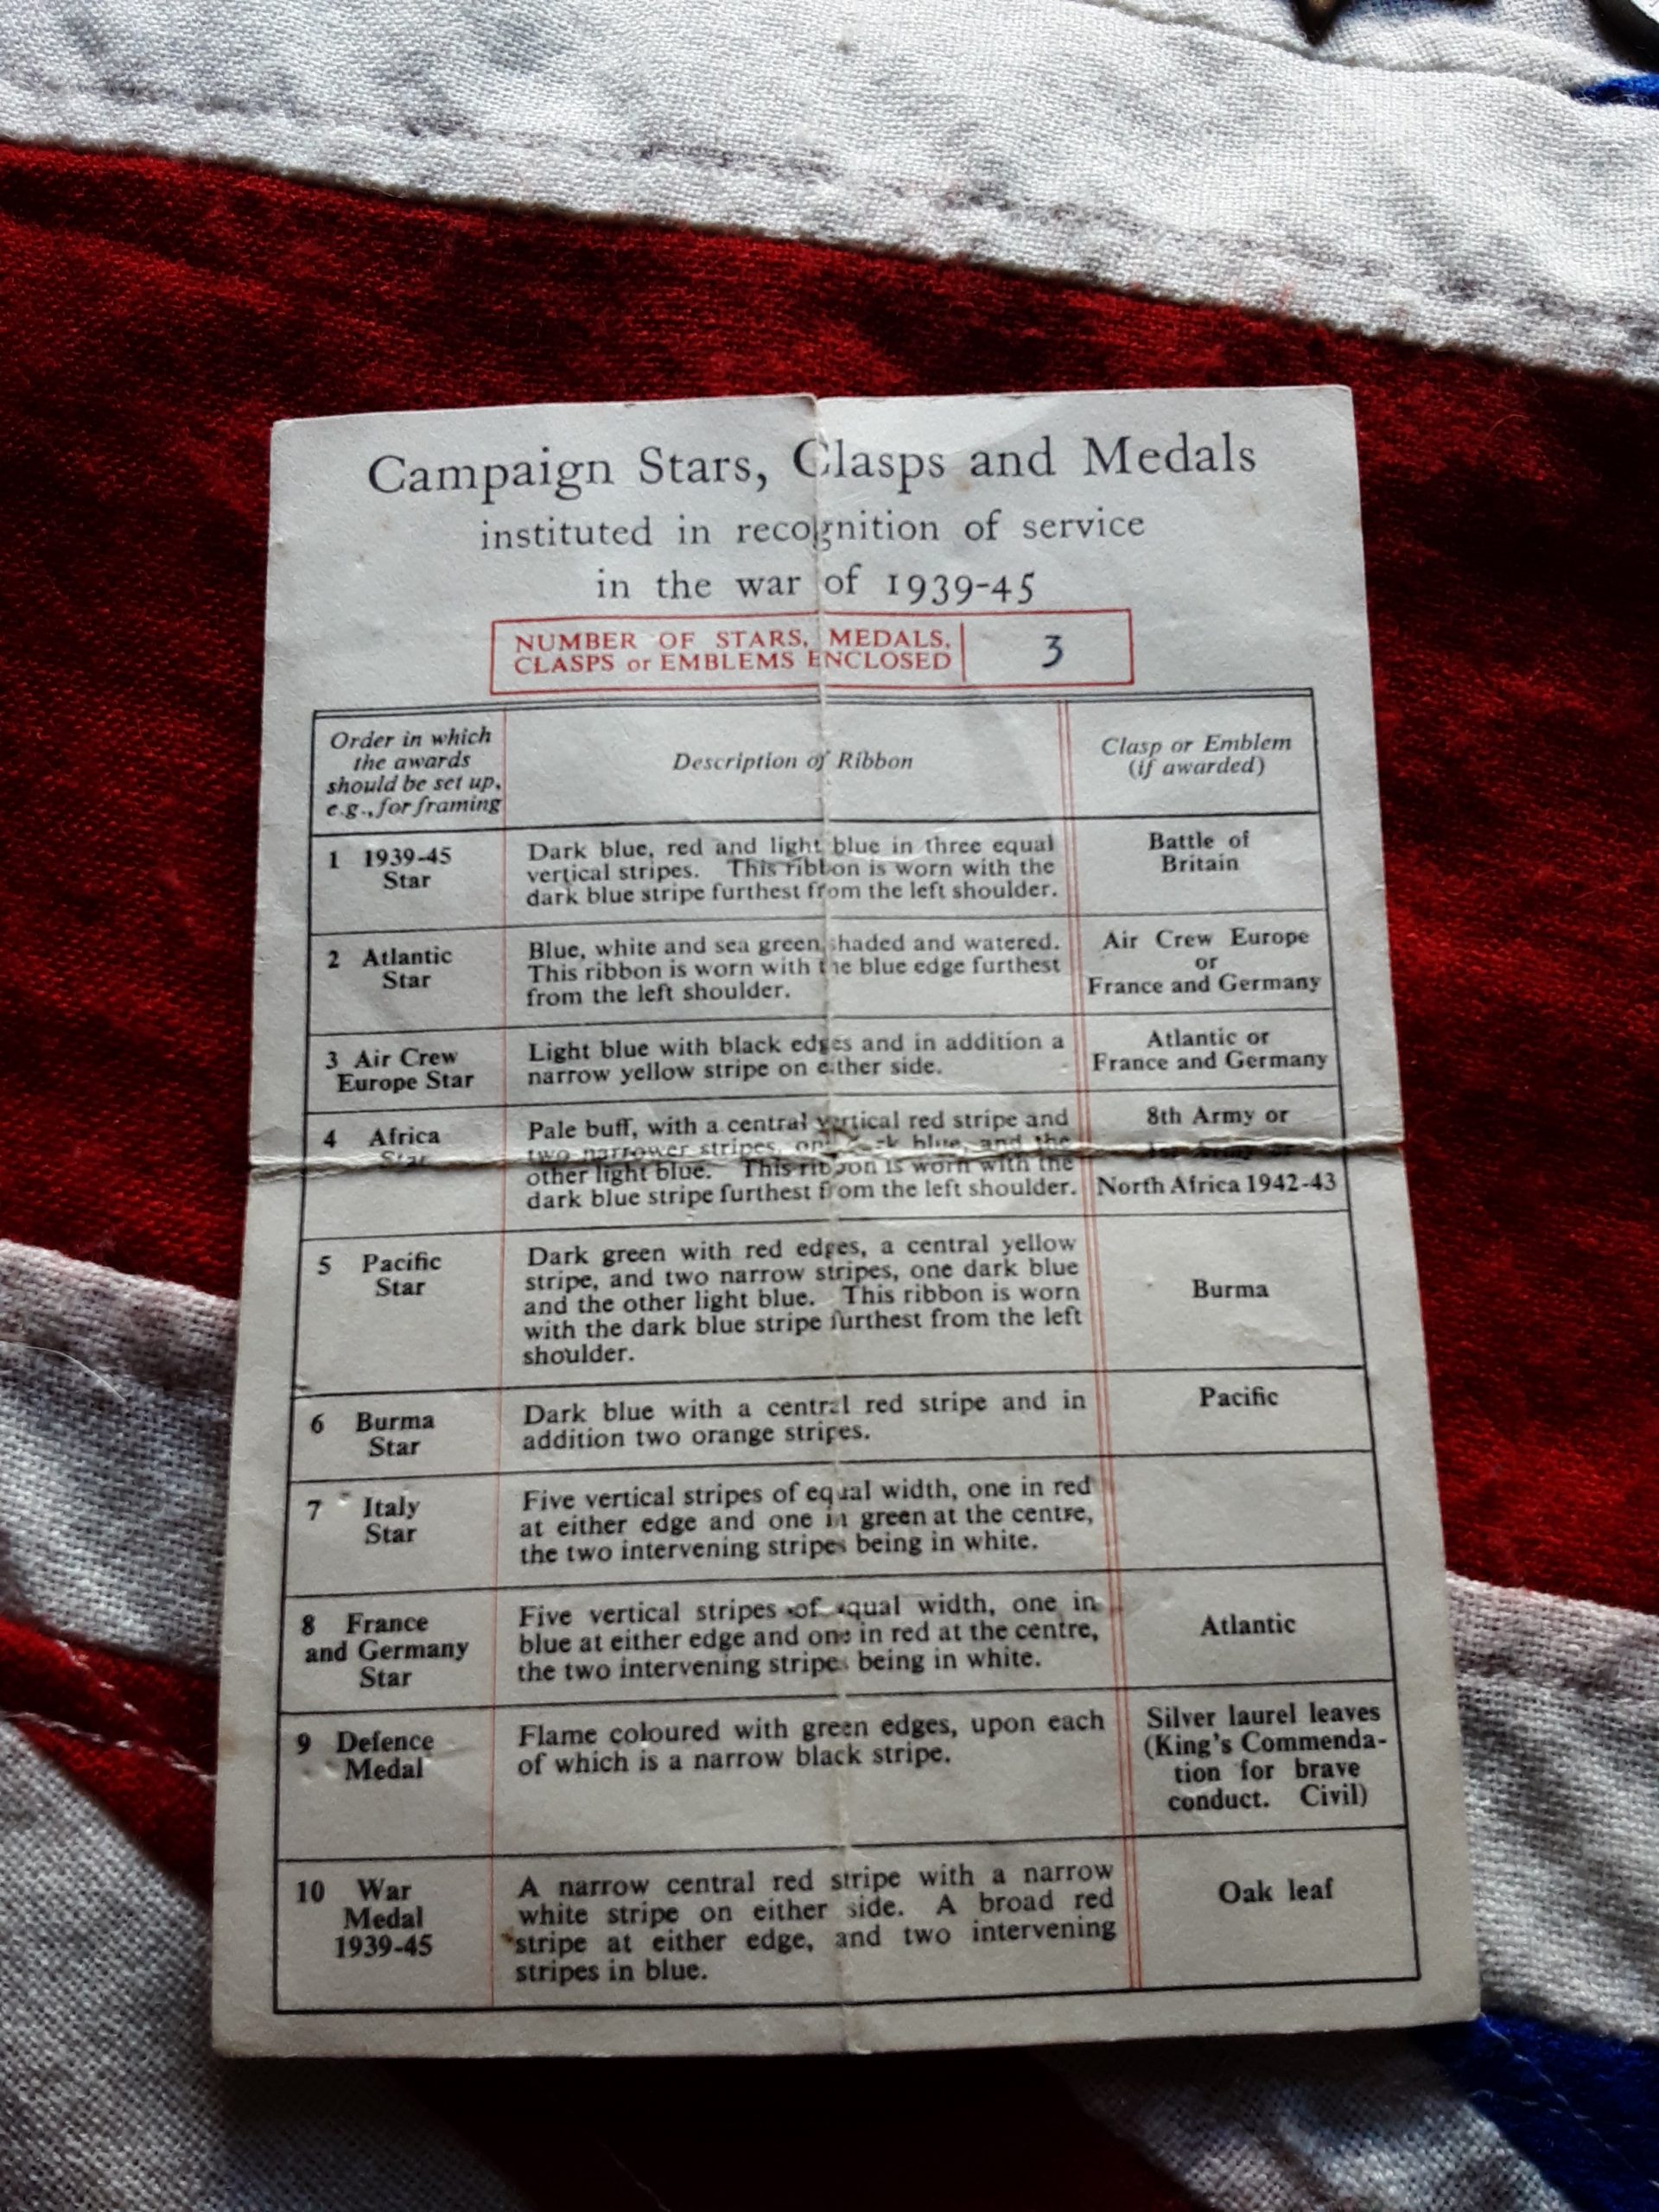 Campaign Stars, Clasps and Medals
instituted in recognition of service
in the war of 1939-45
NUMBER OF STARS, MEDALS,
CLASPS or EMBLEMS ENCLOSED
3
Order in which
the awards
should be set up,
e.g., for framing
Description of Ribbon
Clasp or Emblem
(if awarded)
1 1939-45
Star
Dark blue, red and light blue in three equal
vertical stripes. This ribbon is worn with the
dark blue stripe furthest from the left shoulder.
Battle of
Britain
2 Atlantic
Star
Blue, white and sea green shaded and watered.
This ribbon is worn with the blue edge furthest
from the left shoulder.
Air Crew Europe
or
France and Germany
3 Air Crew
Europe Star
Light blue with black edges and in addition a
narrow yellow stripe on either side.
Atlantic or
France and Germany
4 Africa
Star
Pale buff, with a central vertical red stripe and
two narrower stripes, one dark blue, and the
other light blue. This ribbon is worn with the
dark blue stripe furthest from the left shoulder.
8th Army or
1st Army or
North Africa 1942-43
5 Pacific
Star
Dark green with red edges, a central yellow
stripe, and two narrow stripes, one dark blue
and the other light blue. This ribbon is worn
with the dark blue stripe furthest from the left
shoulder.
Burma
6 Burma
Star
Dark blue with a central red stripe and in
addition two orange stripes.
Pacific
7 Italy
Star
Five vertical stripes of equal width, one in red
at either edge and one in green at the centre,
the two intervening stripes being in white.
8 France
and Germany
Star
Five vertical stripes of equal width, one in
blue at either edge and one in red at the centre,
the two intervening stripes being in white.
Atlantic
9 Defence
Medal
Flame coloured with green edges, upon each
of which is a narrow black stripe.
Silver laurel leaves
(King's Commenda-
tion for brave
conduct. Civil)
10 War
Medal
1939-45
A narrow central red stripe with a narrow
white stripe on either side. A broad red
stripe at either edge, and two intervening
stripes in blue.
Oak leaf